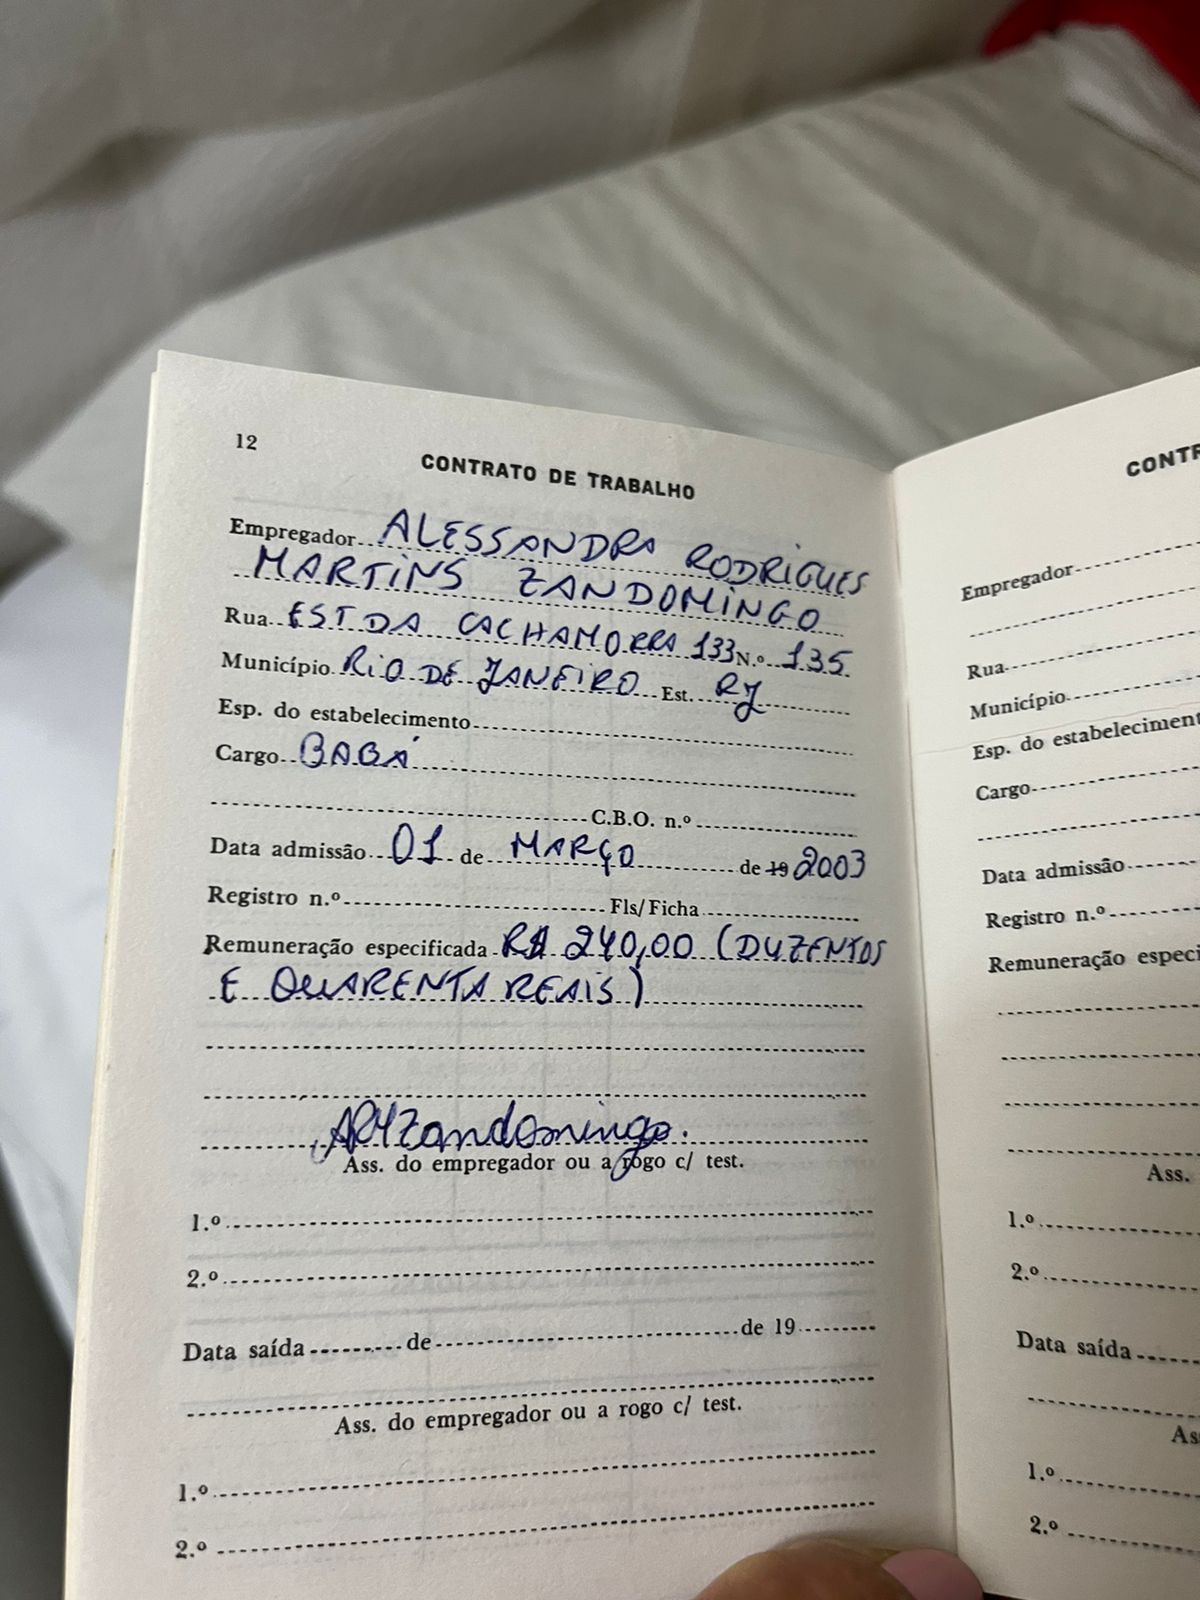 12
CONTRATO DE TRABALHO
Empregador ALESSANDRA RODRIGUES
MARTINS ZANDOMINGO
Rua EST DA CACHAMORRA 133 N.º 135
Município RIO DE JANEIRO Est. RJ
Esp. do estabelecimento
Cargo BABÁ
C.B.O. n.º
Data admissão 01 de MARÇO de 19 2003
Registro n.º Fls/Ficha
Remuneração especificada R$ 240,00 (DUZENTOS
E QUARENTA REAIS)
ARMZandomingo.
Ass. do empregador ou a rogo c/ test.
1.º
2.º
Data saída de de 19
Ass. do empregador ou a rogo c/ test.
1.º
2.º
CONTR
Empregador
Rua
Município
Esp. do estabeleciment
Cargo
Data admissão
Registro n.º
Remuneração especi
Ass.
1.º
2.º
Data saída
As
1.º
2.º